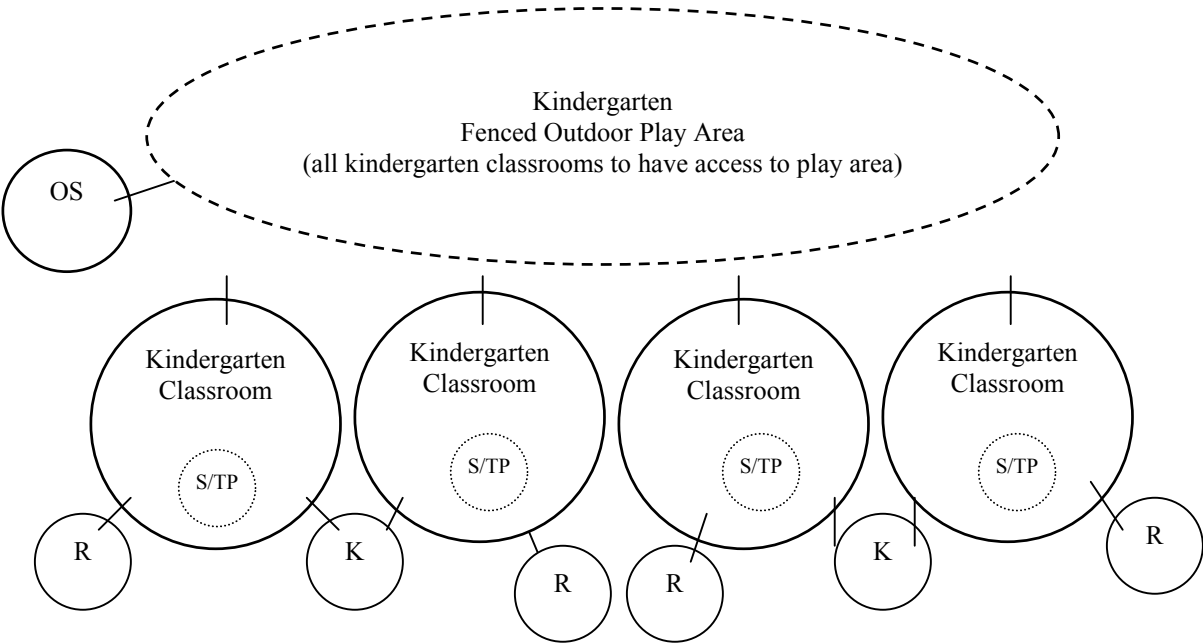 Kindergarten
Fenced Outdoor Play Area
(all kindergarten classrooms to have access to play area)
OS
Kindergarten
Classroom
S/TP
Kindergarten
Classroom
S/TP
Kindergarten
Classroom
S/TP
Kindergarten
Classroom
S/TP
R
K
R
R
K
R